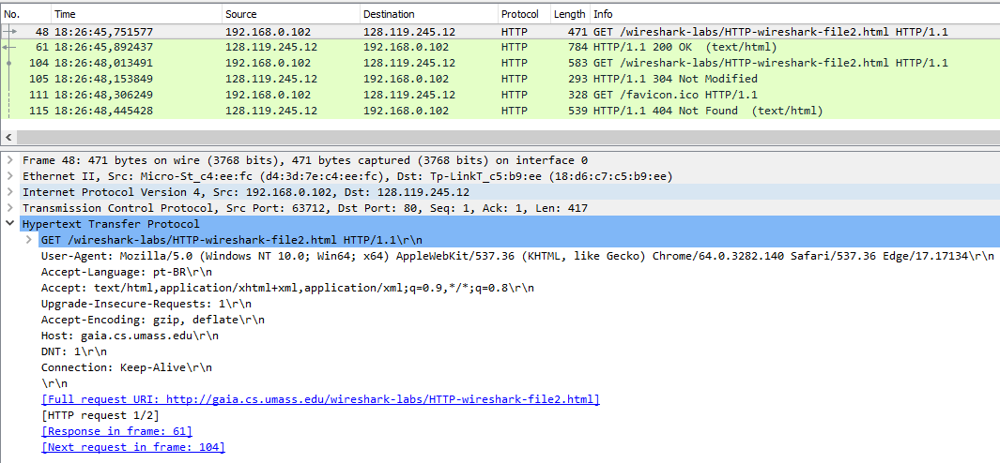 No. Time Source Destination Protocol Length Info
48 18:26:45,751577 192.168.0.102 128.119.245.12 HTTP 471 GET /wireshark-labs/HTTP-wireshark-file2.html HTTP/1.1
61 18:26:45,892437 128.119.245.12 192.168.0.102 HTTP 784 HTTP/1.1 200 OK  (text/html)
104 18:26:48,013491 192.168.0.102 128.119.245.12 HTTP 583 GET /wireshark-labs/HTTP-wireshark-file2.html HTTP/1.1
105 18:26:48,153849 128.119.245.12 192.168.0.102 HTTP 293 HTTP/1.1 304 Not Modified
111 18:26:48,306249 192.168.0.102 128.119.245.12 HTTP 328 GET /favicon.ico HTTP/1.1
115 18:26:48,445428 128.119.245.12 192.168.0.102 HTTP 539 HTTP/1.1 404 Not Found  (text/html)
Frame 48: 471 bytes on wire (3768 bits), 471 bytes captured (3768 bits) on interface 0
Ethernet II, Src: Micro-St_c4:ee:fc (d4:3d:7e:c4:ee:fc), Dst: Tp-LinkT_c5:b9:ee (18:d6:c7:c5:b9:ee)
Internet Protocol Version 4, Src: 192.168.0.102, Dst: 128.119.245.12
Transmission Control Protocol, Src Port: 63712, Dst Port: 80, Seq: 1, Ack: 1, Len: 417
Hypertext Transfer Protocol
GET /wireshark-labs/HTTP-wireshark-file2.html HTTP/1.1\r\n
User-Agent: Mozilla/5.0 (Windows NT 10.0; Win64; x64) AppleWebKit/537.36 (KHTML, like Gecko) Chrome/64.0.3282.140 Safari/537.36 Edge/17.17134\r\n
Accept-Language: pt-BR\r\n
Accept: text/html,application/xhtml+xml,application/xml;q=0.9,*/*;q=0.8\r\n
Upgrade-Insecure-Requests: 1\r\n
Accept-Encoding: gzip, deflate\r\n
Host: gaia.cs.umass.edu\r\n
DNT: 1\r\n
Connection: Keep-Alive\r\n
\r\n
[Full request URI: http://gaia.cs.umass.edu/wireshark-labs/HTTP-wireshark-file2.html]
[HTTP request 1/2]
[Response in frame: 61]
[Next request in frame: 104]